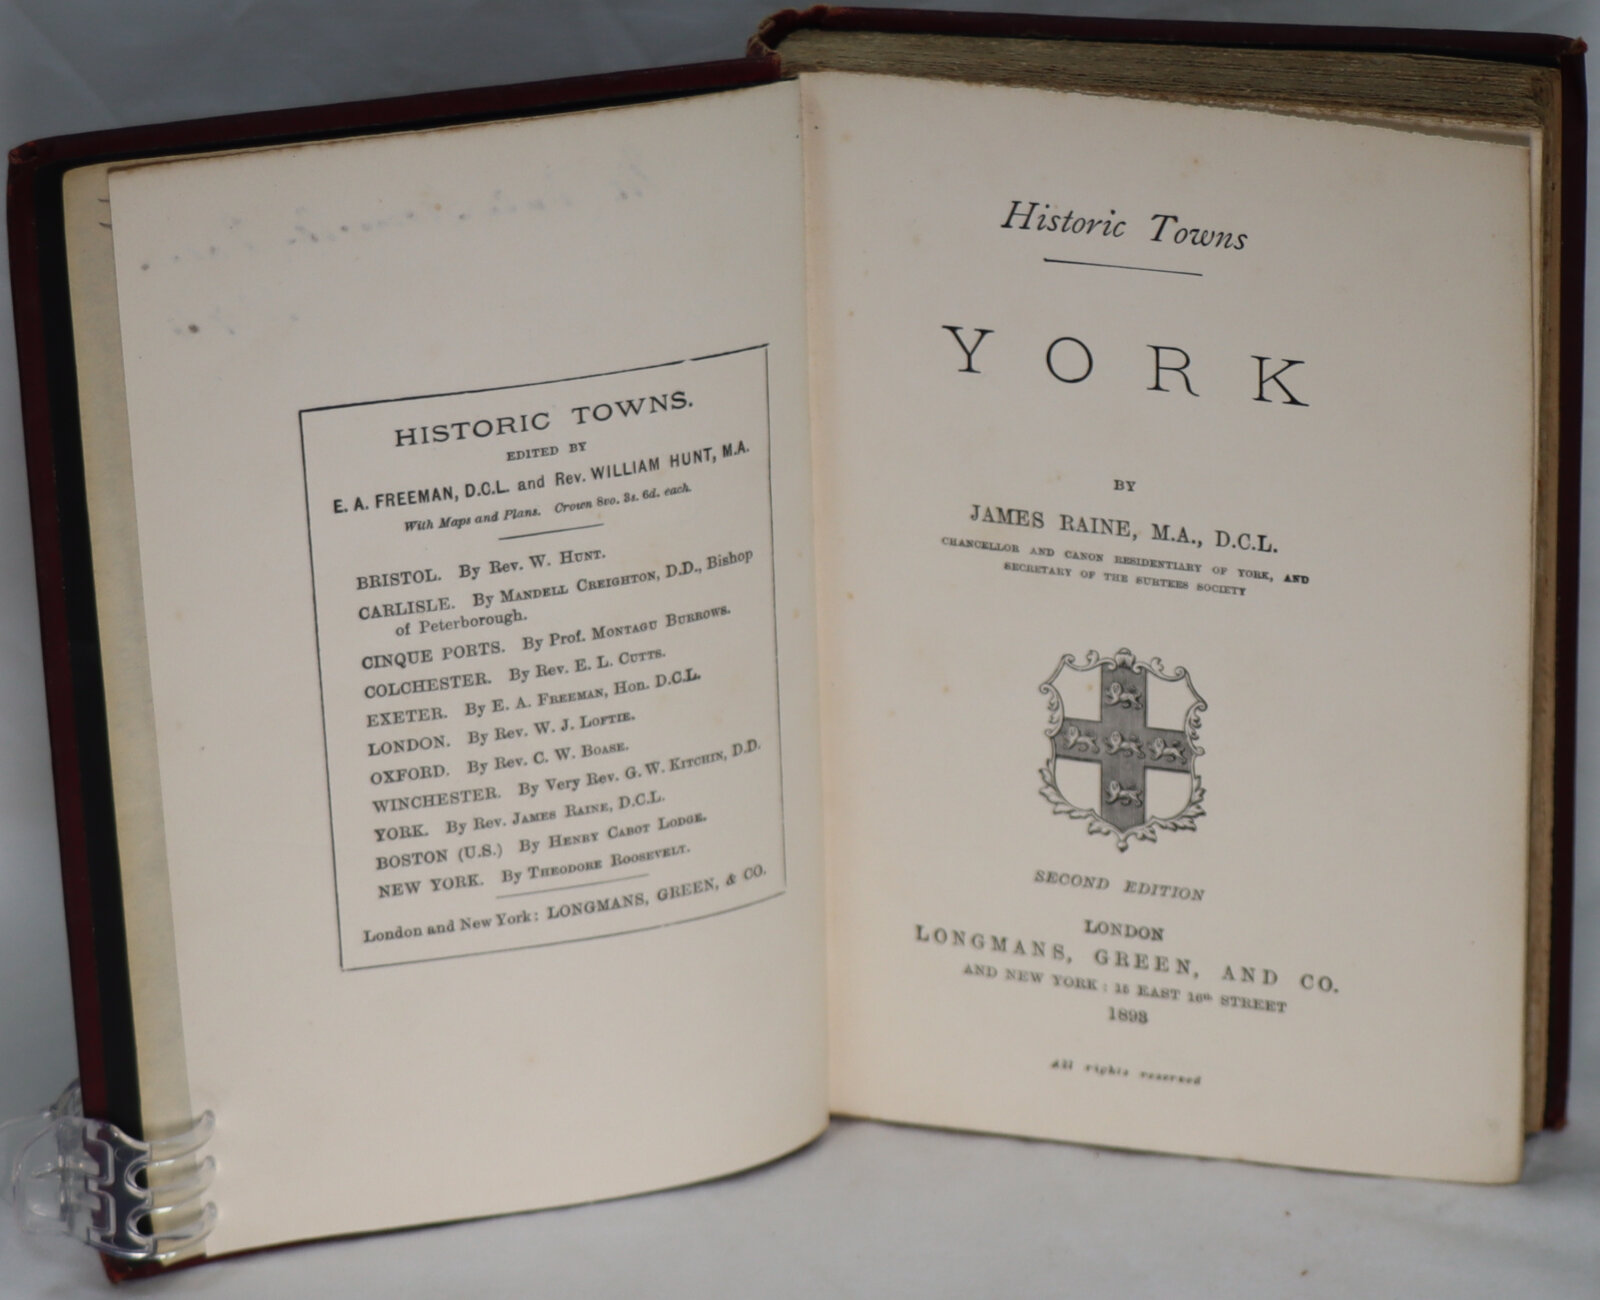 HISTORIC TOWNS.
EDITED BY
E. A. FREEMAN, D.C.L. and Rev. WILLIAM HUNT, M.A.
With Maps and Plans. Crown 8vo. 3s. 6d. each.
BRISTOL. By Rev. W. HUNT.
CARLISLE. By MANDELL CREIGHTON, D.D., Bishop
of Peterborough.
CINQUE PORTS. By Prof. MONTAGU BURROWS.
COLCHESTER. By Rev. E. L. CUTTS.
EXETER. By E. A. FREEMAN, Hon. D.C.L.
LONDON. By Rev. W. J. LOFTIE.
OXFORD. By Rev. C. W. BOASE.
WINCHESTER. By Very Rev. G. W. KITCHIN, D.D.
YORK. By Rev. JAMES RAINE, D.C.L.
BOSTON (U.S.) By HENRY CABOT LODGE.
NEW YORK. By THEODORE ROOSEVELT.
London and New York: LONGMANS, GREEN, & CO.
Historic Towns
YORK
BY
JAMES RAINE, M.A., D.C.L.
CHANCELLOR AND CANON RESIDENTIARY OF YORK, AND
SECRETARY OF THE SURTEES SOCIETY
SECOND EDITION
LONDON
LONGMANS, GREEN, AND CO.
AND NEW YORK: 15 EAST 16th STREET
1893
All rights reserved